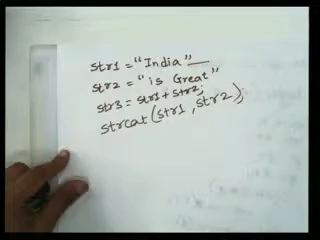 str1 = "India"
str2 = "is Great"
str3 = str1 + str2;
strcat(str1, str2);